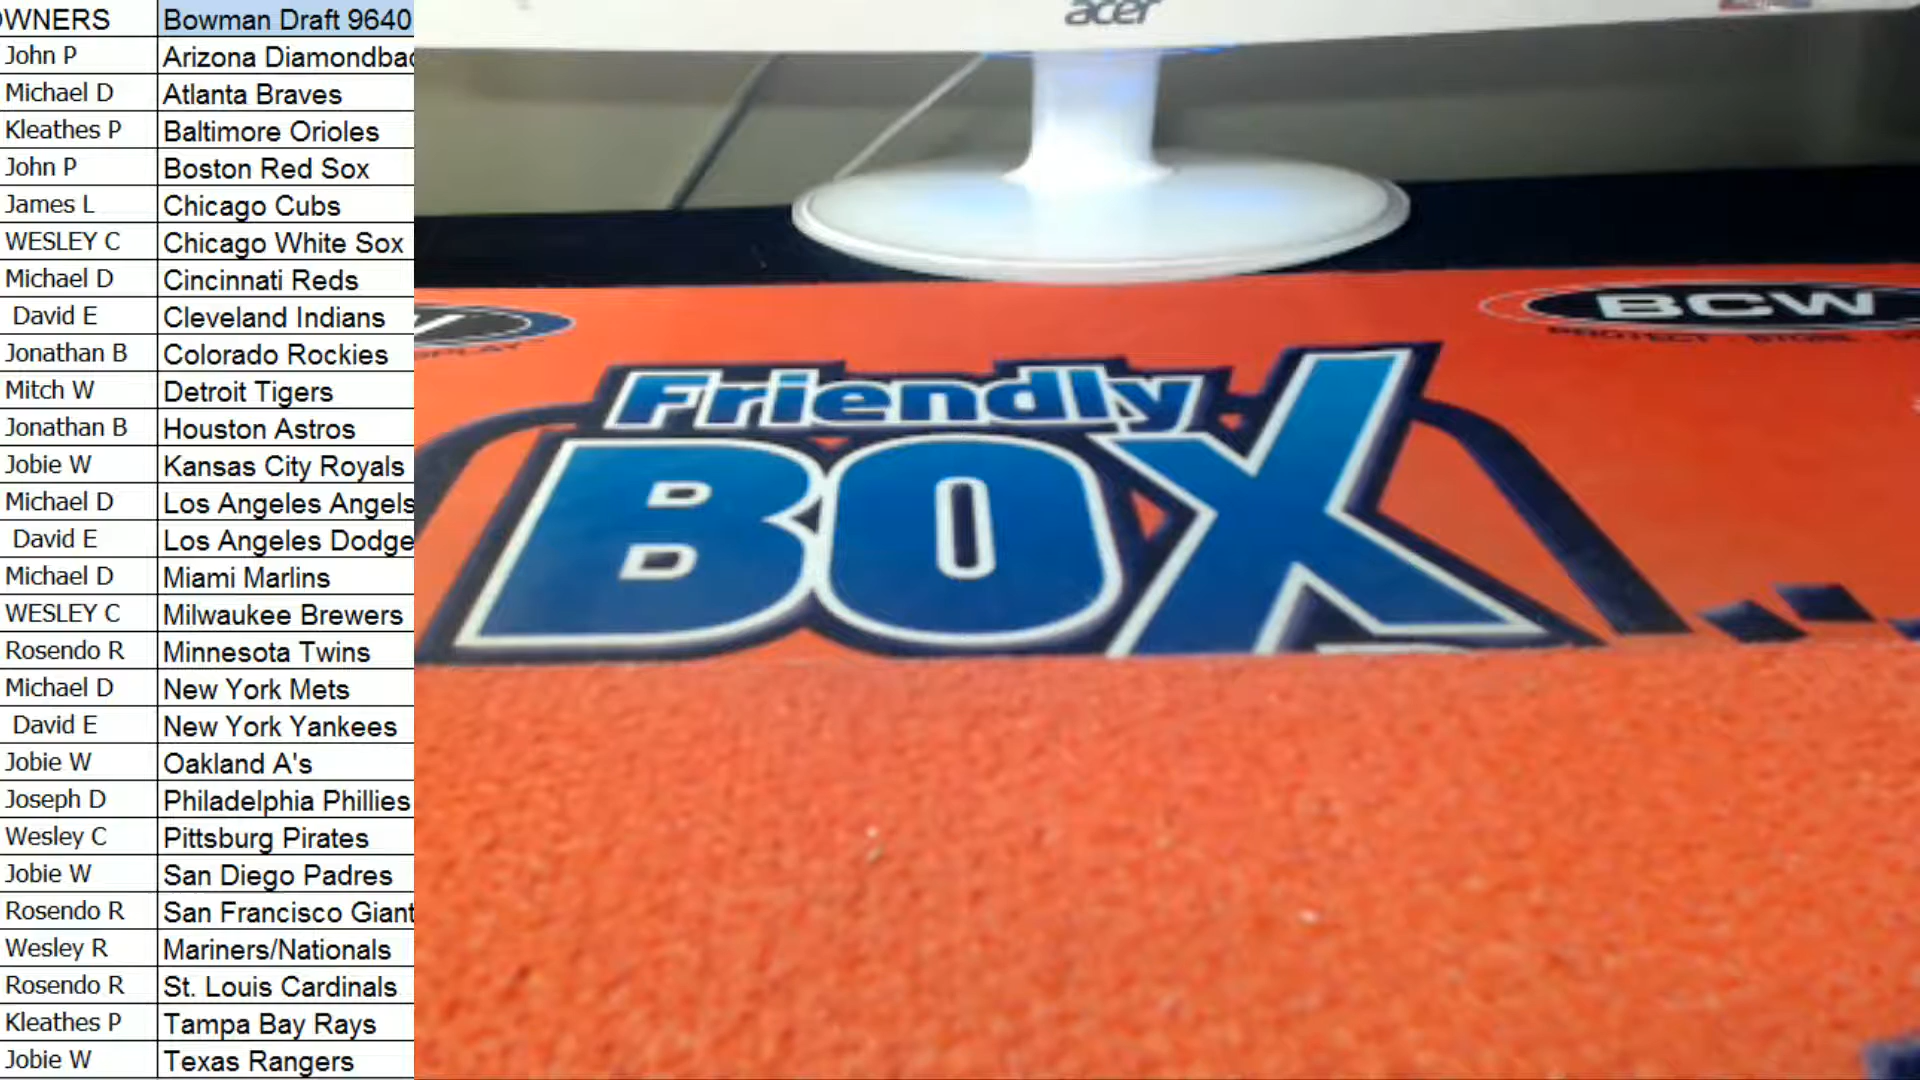 OWNERS Bowman Draft 9640
John P Arizona Diamondbac
Michael D Atlanta Braves
Kleathes P Baltimore Orioles
John P Boston Red Sox
James L Chicago Cubs
WESLEY C Chicago White Sox
Michael D Cincinnati Reds
David E Cleveland Indians
Jonathan B Colorado Rockies
Mitch W Detroit Tigers
Jonathan B Houston Astros
Jobie W Kansas City Royals
Michael D Los Angeles Angels
David E Los Angeles Dodge
Michael D Miami Marlins
WESLEY C Milwaukee Brewers
Rosendo R Minnesota Twins
Michael D New York Mets
David E New York Yankees
Jobie W Oakland A's
Joseph D Philadelphia Phillies
Wesley C Pittsburg Pirates
Jobie W San Diego Padres
Rosendo R San Francisco Giant
Wesley R Mariners/Nationals
Rosendo R St. Louis Cardinals
Kleathes P Tampa Bay Rays
Jobie W Texas Rangers
acer
BCW
PROTECT STORE
Friendly
BOX